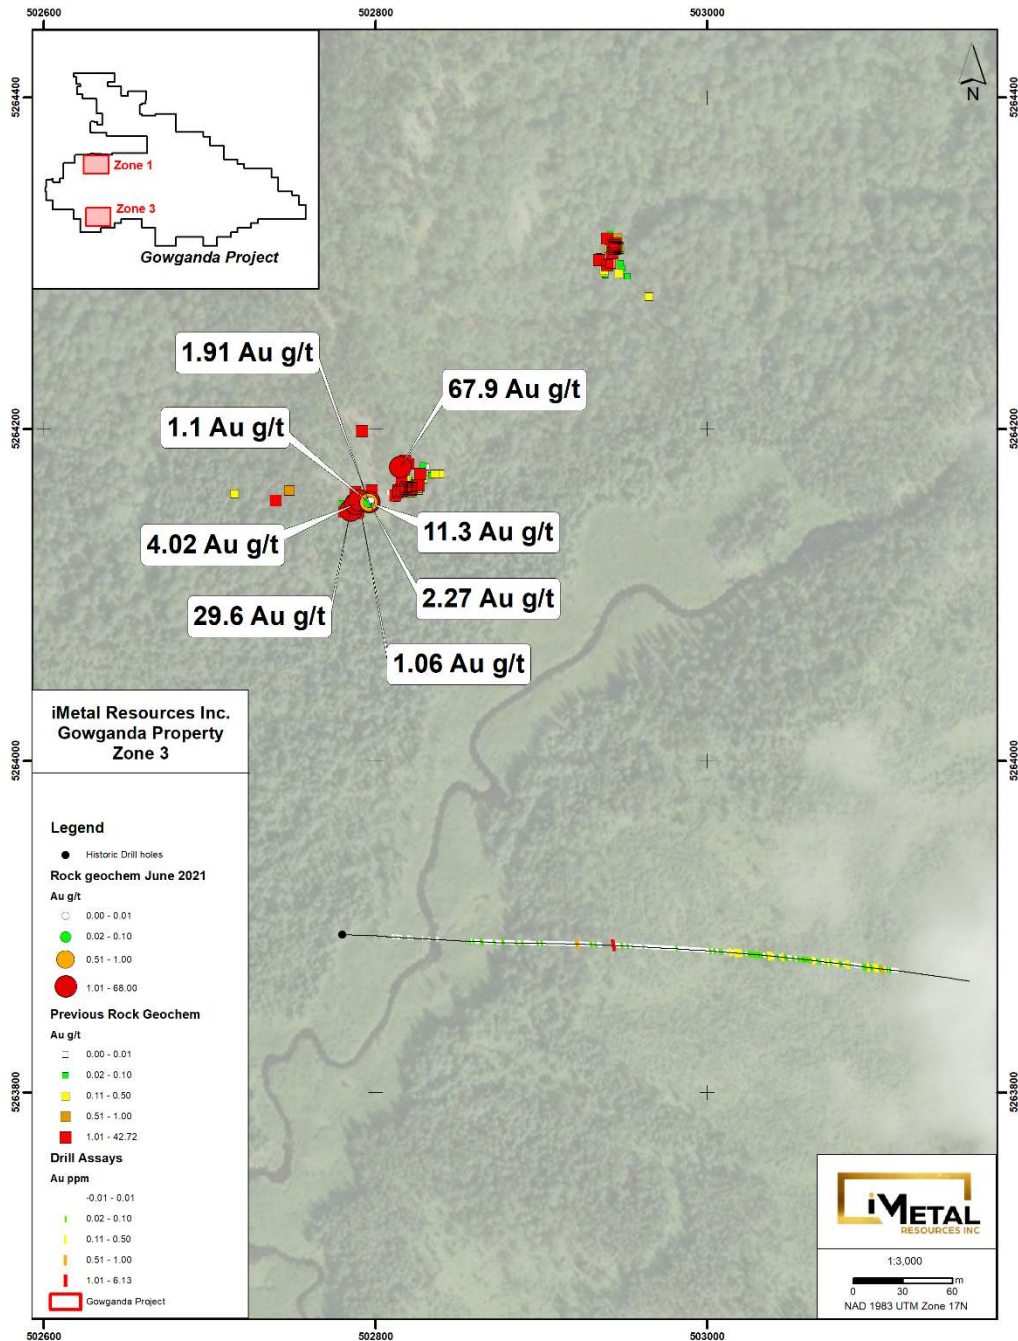 502600
502800
503000
5264400
5264400
N
Zone 1
Zone 3
Gowganda Project
1.91 Au g/t
67.9 Au g/t
1.1 Au g/t
5264200
5264200
4.02 Au g/t
11.3 Au g/t
29.6 Au g/t
2.27 Au g/t
1.06 Au g/t
iMetal Resources Inc.
Gowganda Property
Zone 3
5264000
5264000
Legend
Historic Drill holes
Rock geochem June 2021
Au g/t
0.00 - 0.01
0.02 - 0.10
0.51 - 1.00
1.01 - 68.00
Previous Rock Geochem
Au g/t
0.00 - 0.01
0.02 - 0.10
0.11 - 0.50
0.51 - 1.00
1.01 - 42.72
Drill Assays
Au ppm
-0.01 - 0.01
0.02 - 0.10
0.11 - 0.50
0.51 - 1.00
1.01 - 6.13
Gowganda Project
5263800
5263800
iMETAL
RESOURCES INC
1:3,000
m
0 30 60
NAD 1983 UTM Zone 17N
502600
502800
503000